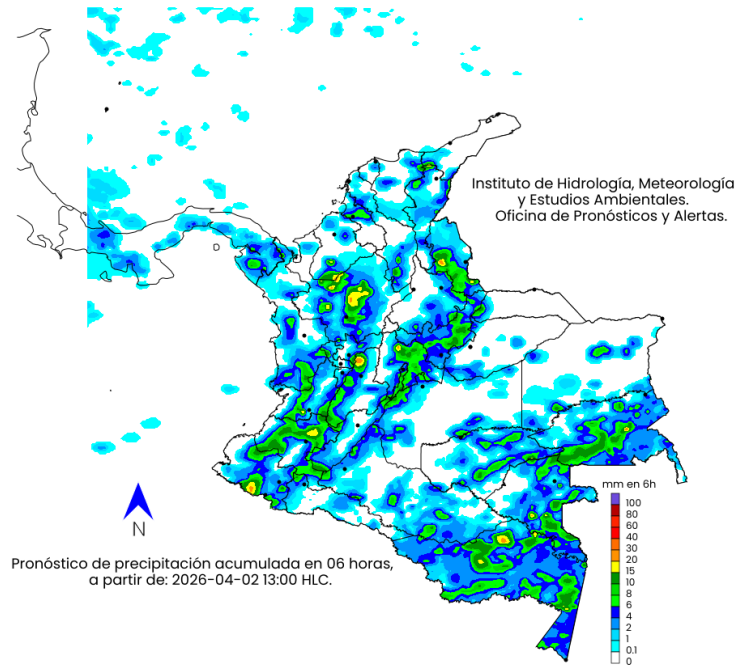 Instituto de Hidrología, Meteorología
y Estudios Ambientales.
Oficina de Pronósticos y Alertas.
N
Pronóstico de precipitación acumulada en 06 horas,
a partir de: 2026-04-02 13:00 HLC.
mm en 6h
100
80
60
40
30
20
15
10
8
6
4
2
1
0.1
0